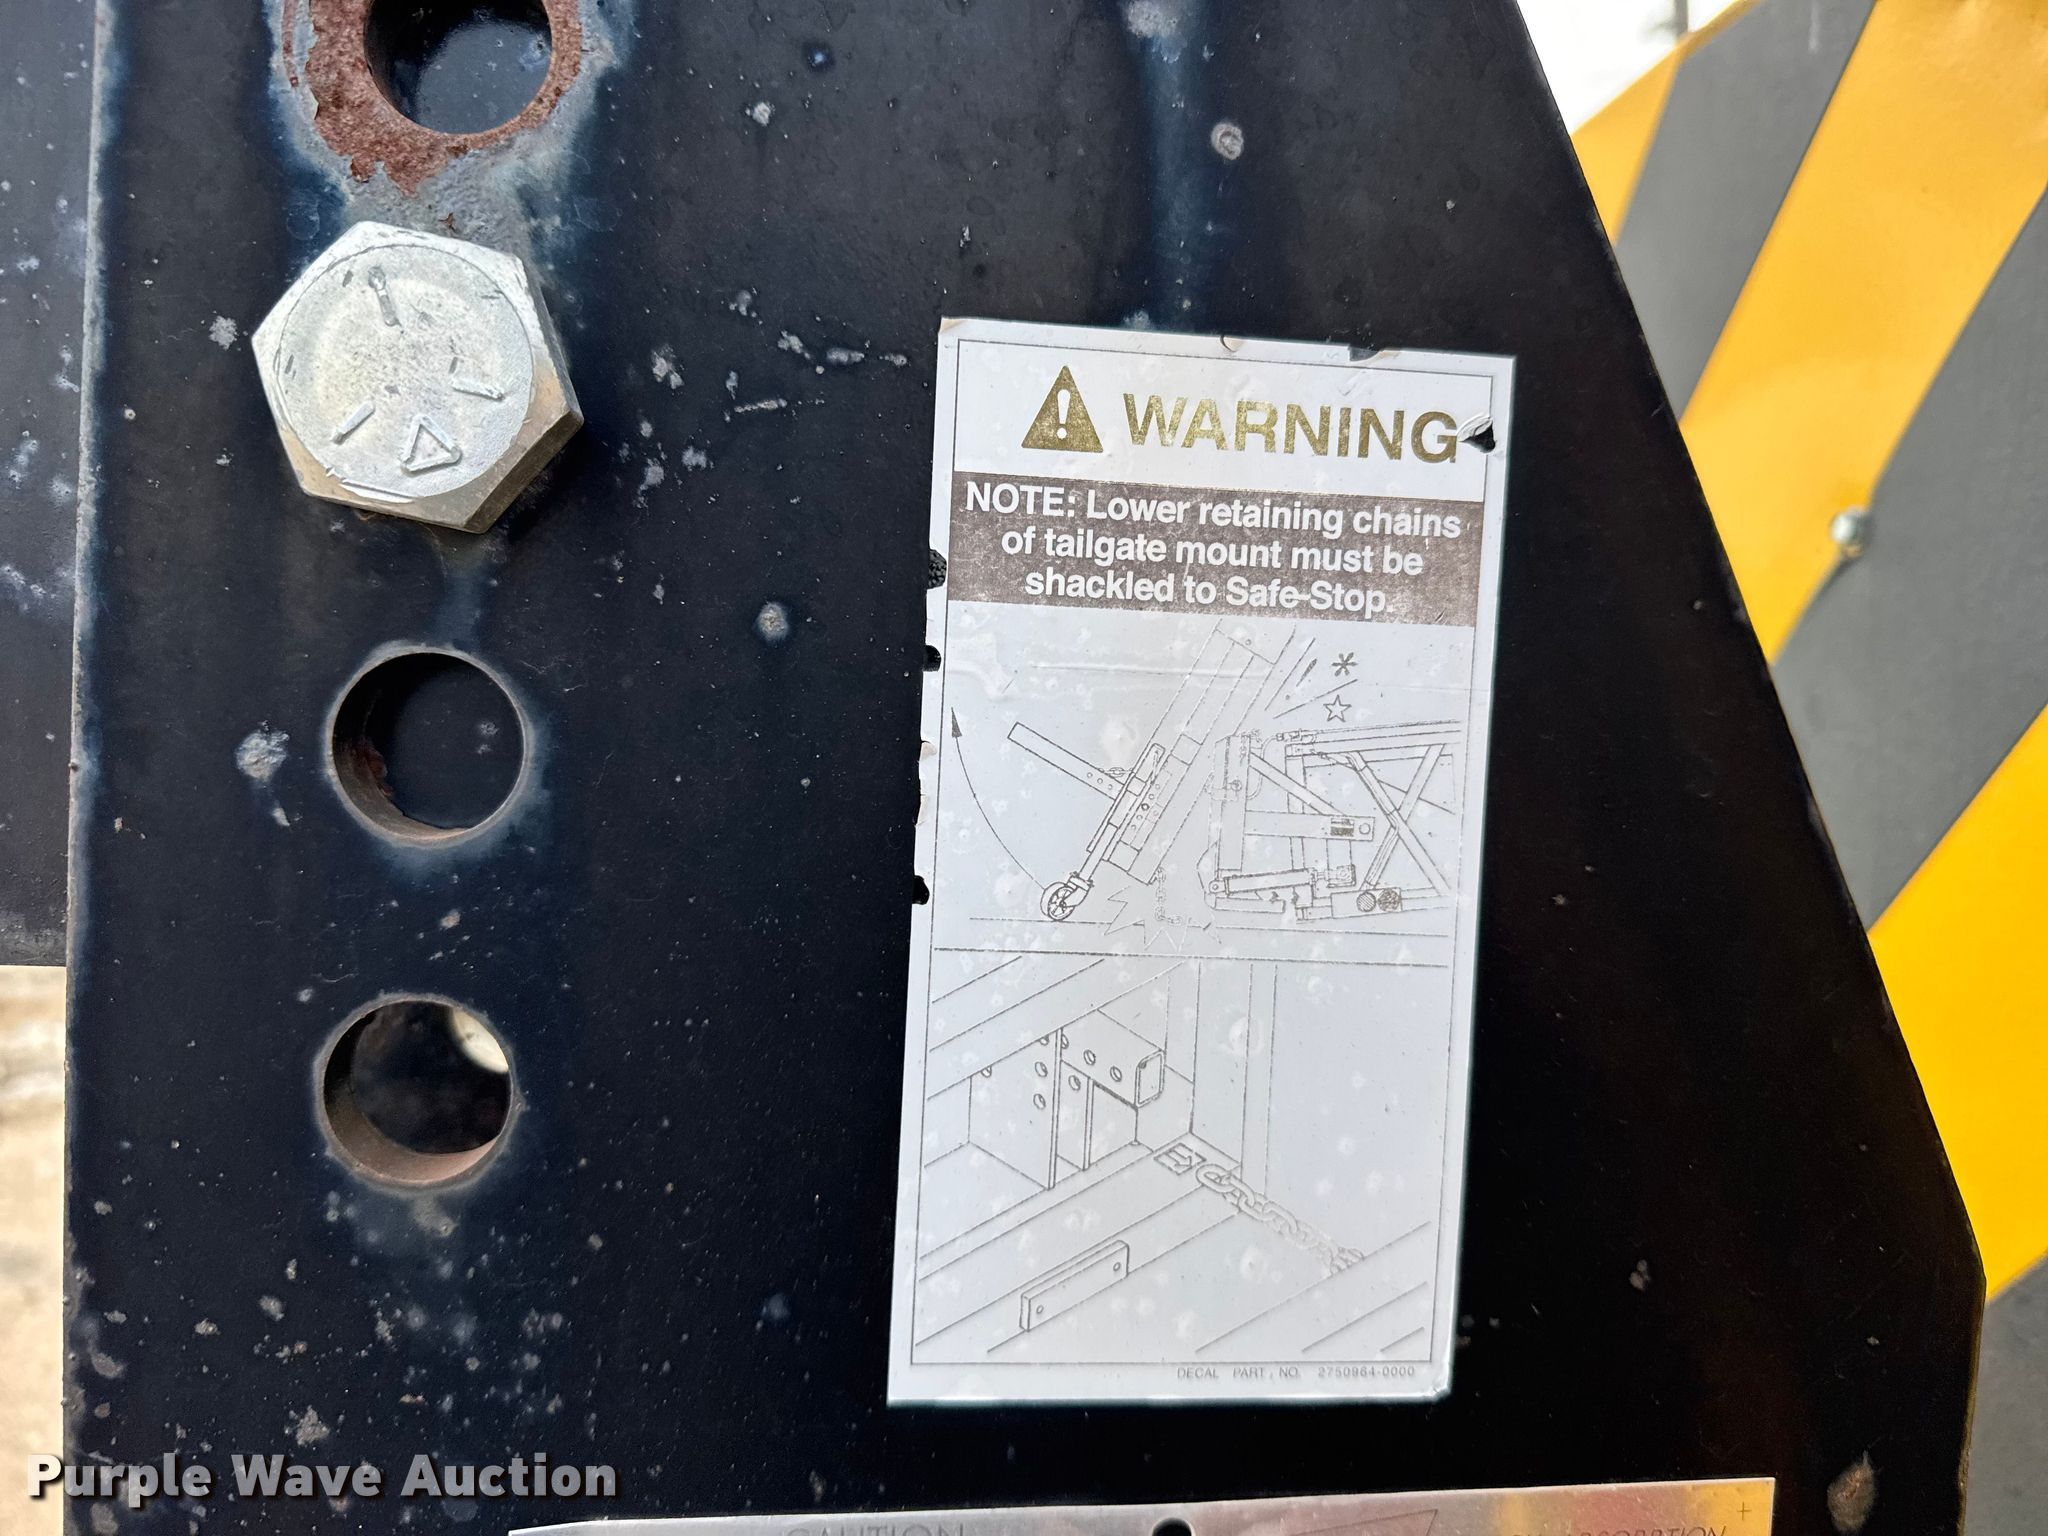 WARNING
NOTE: Lower retaining chains
of tailgate mount must be
shackled to Safe-Stop.
DECAL PART. NO. 2750964-0000
Purple Wave Auction
CAUTION